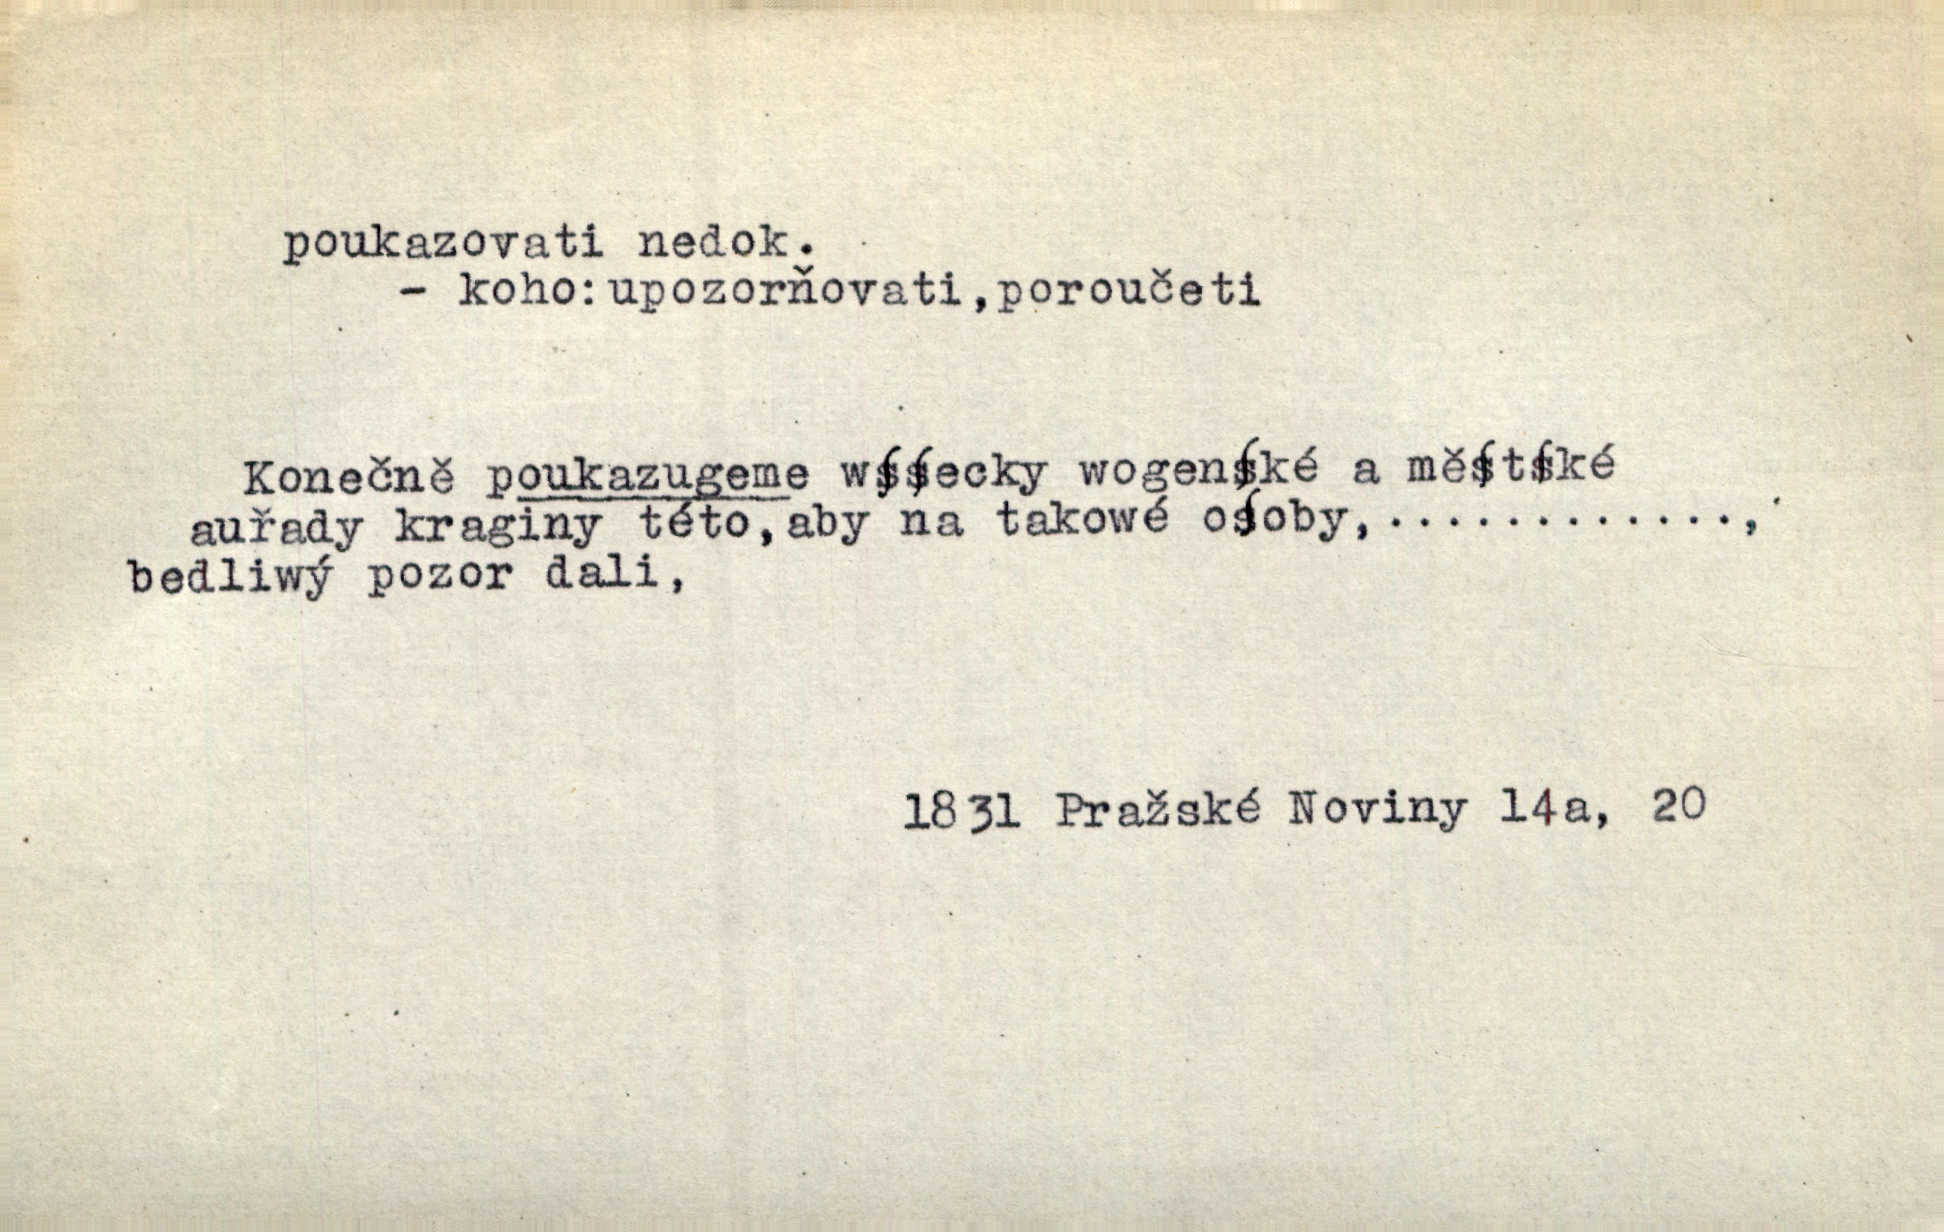 poukazovati nedok.
- koho:upozorňovati,poroučeti
Konečně poukazugeme wſſecky wogenſké a měſtſké
auřady kraginy této,aby na takowé oſoby,.............,
bedliwý pozor dali,
1831 Pražské Noviny 14a, 20